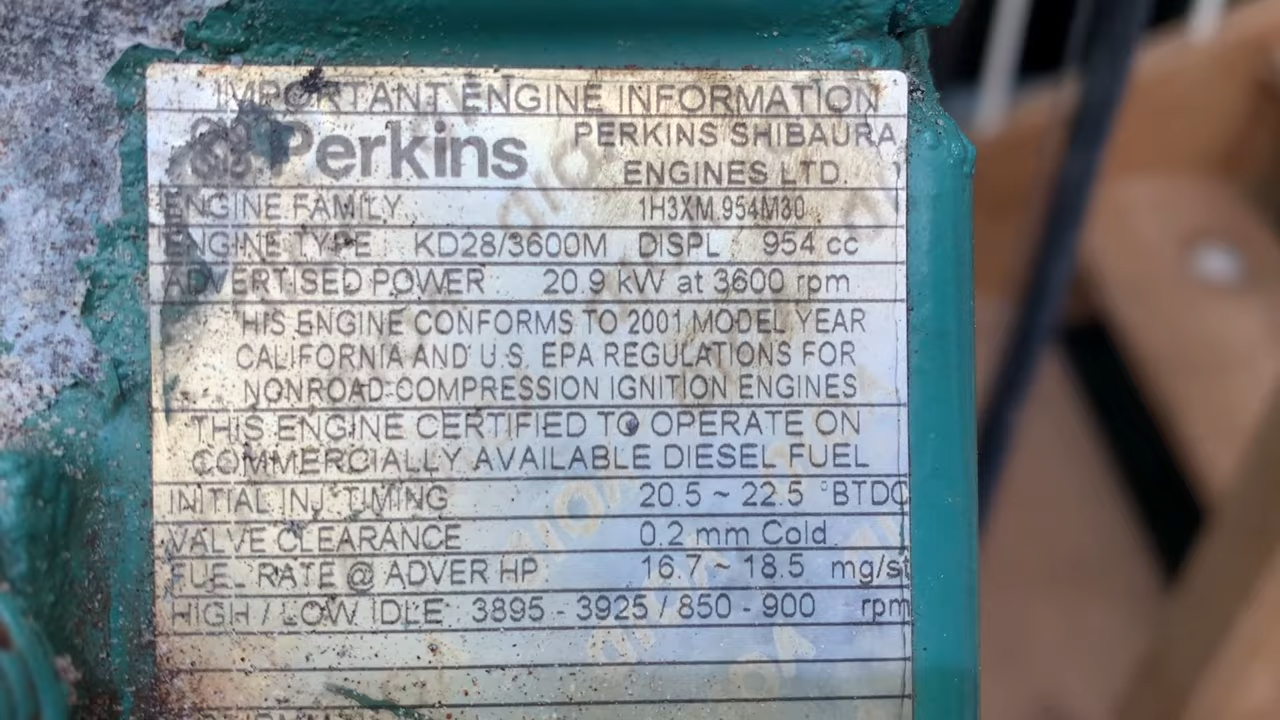 IMPORTANT ENGINE INFORMATION
Perkins PERKINS SHIBAURA
ENGINES LTD.
ENGINE FAMILY 1H3XM.954M30
ENGINE TYPE KD28/3600M DISPL 954 cc
ADVERTISED POWER 20.9 kW at 3600 rpm
HIS ENGINE CONFORMS TO 2001 MODEL YEAR
CALIFORNIA AND U.S. EPA REGULATIONS FOR
NONROAD COMPRESSION IGNITION ENGINES
THIS ENGINE CERTIFIED TO OPERATE ON
COMMERCIALLY AVAILABLE DIESEL FUEL
INITIAL INJ. TIMING 20.5 ~ 22.5 °BTDC
VALVE CLEARANCE 0.2 mm Cold
FUEL RATE @ ADVER HP 16.7 ~ 18.5 mg/st
HIGH / LOW IDLE 3895 - 3925 / 850 - 900 rpm